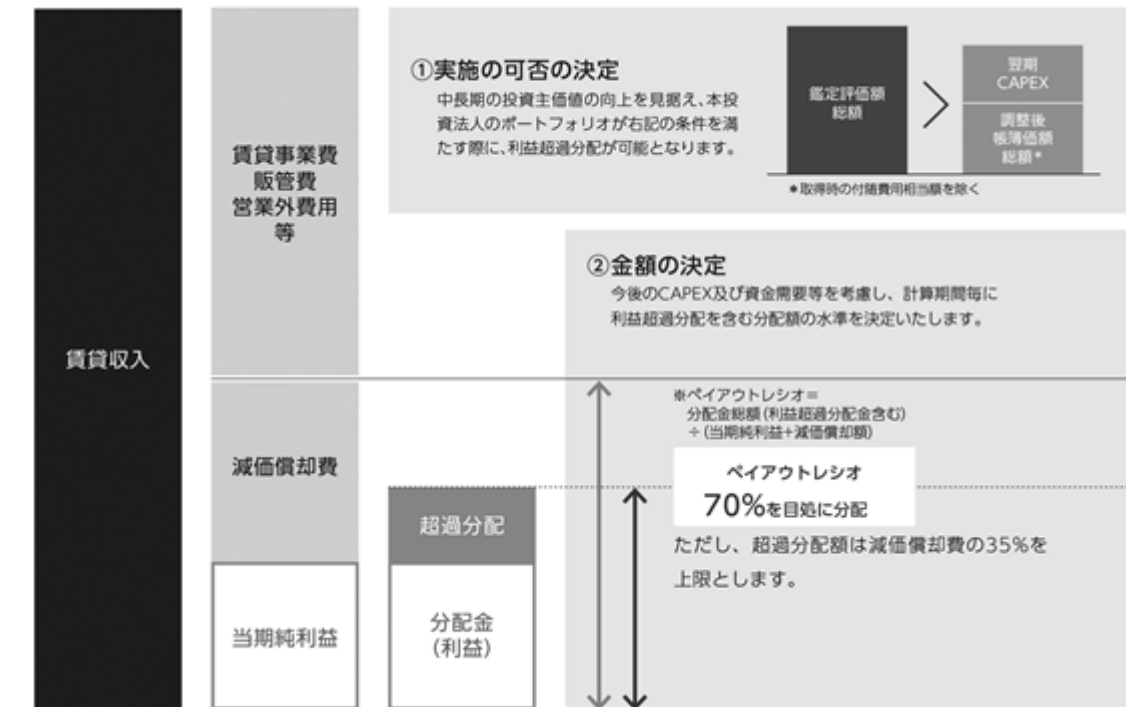 賃貸収入
賃貸事業費
販管費
営業外費用
等
減価償却費
当期純利益
超過分配
分配金
(利益)
①実施の可否の決定
中長期の投資主価値の向上を見据え、本投
資法人のポートフォリオが右記の条件を満
たす際に、利益超過分配が可能となります。
鑑定評価額
総額
翌期
CAPEX
調整後
帳簿価額
総額*
*取得時の付随費用相当額を除く
②金額の決定
今後のCAPEX及び資金需要等を考慮し、計算期間毎に
利益超過分配を含む分配額の水準を決定いたします。
※ペイアウトレシオ=
分配金総額(利益超過分配金含む)
÷(当期純利益+減価償却額)
ペイアウトレシオ
70%を目処に分配
ただし、超過分配額は減価償却費の35%を
上限とします。